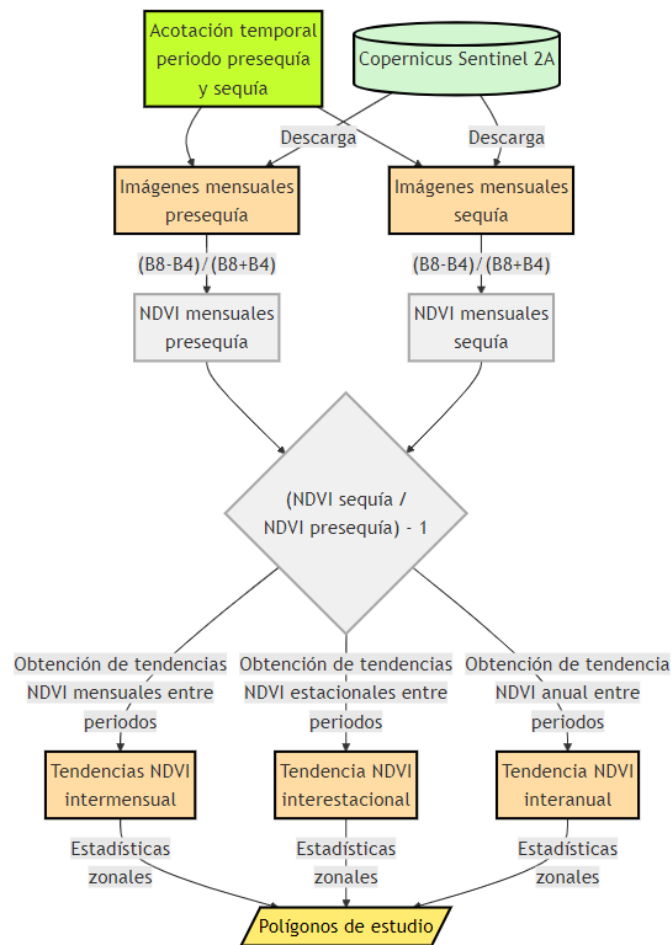 Acotación temporal
periodo presequía
y sequía
Copernicus Sentinel 2A
Descarga
Descarga
Imágenes mensuales
presequía
Imágenes mensuales
sequía
(B8-B4)/(B8+B4)
(B8-B4)/(B8+B4)
NDVI mensuales
presequía
NDVI mensuales
sequía
(NDVI sequía /
NDVI presequía) - 1
Obtención de tendencias
NDVI mensuales entre
periodos
Obtención de tendencias
NDVI estacionales entre
periodos
Obtención de tendencia
NDVI anual entre
periodos
Tendencias NDVI
intermensual
Tendencia NDVI
interestacional
Tendencia NDVI
interanual
Estadísticas
zonales
Estadísticas
zonales
Estadísticas
zonales
Polígonos de estudio